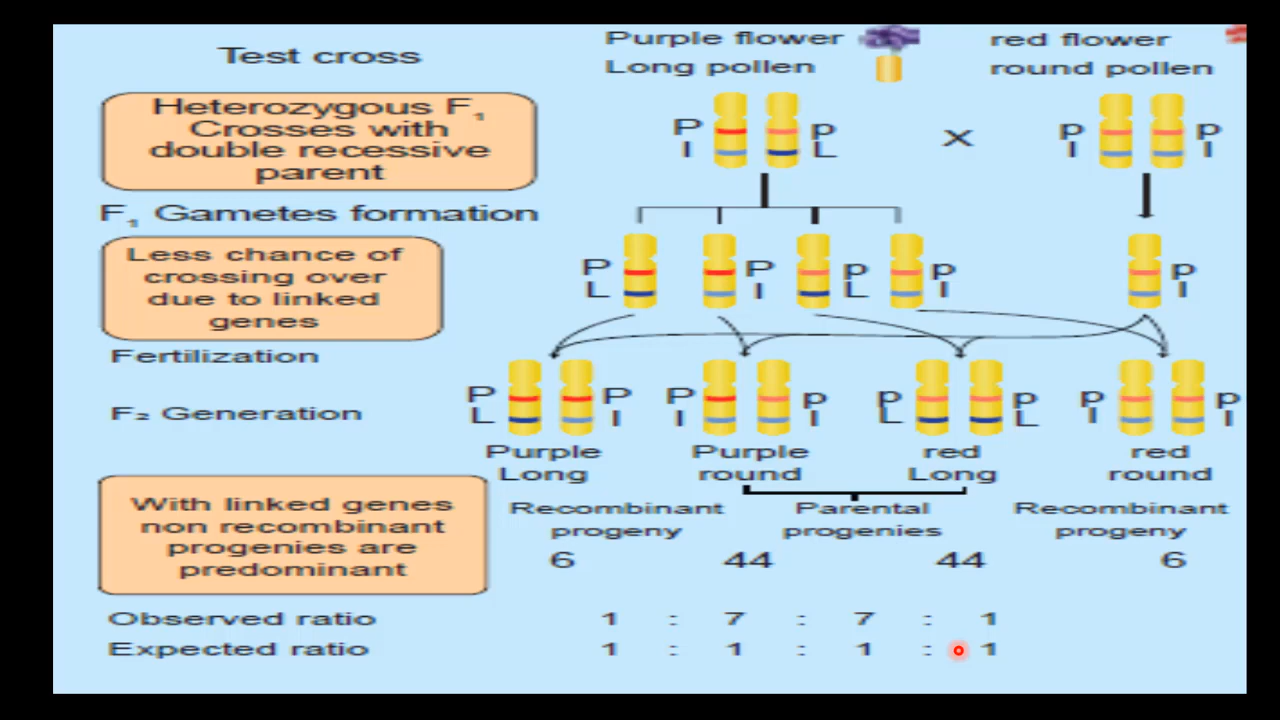 Test cross
Purple flower
Long pollen
red flower
round pollen
Heterozygous F₁
Crosses with
double recessive
parent
P
l
p
L
x
p
l
p
l
F₁ Gametes formation
Less chance of
crossing over
due to linked
genes
P
L
P
l
p
L
p
l
p
l
Fertilization
F₂ Generation
P
L
P
l
P
l
p
l
p
L
p
L
p
l
p
l
Purple
Long
Purple
round
red
Long
red
round
With linked genes
non recombinant
progenies are
predominant
Recombinant
progeny
Parental
progenies
Recombinant
progeny
6 44 44 6
Observed ratio 1 : 7 : 7 : 1
Expected ratio 1 : 1 : 1 : 1